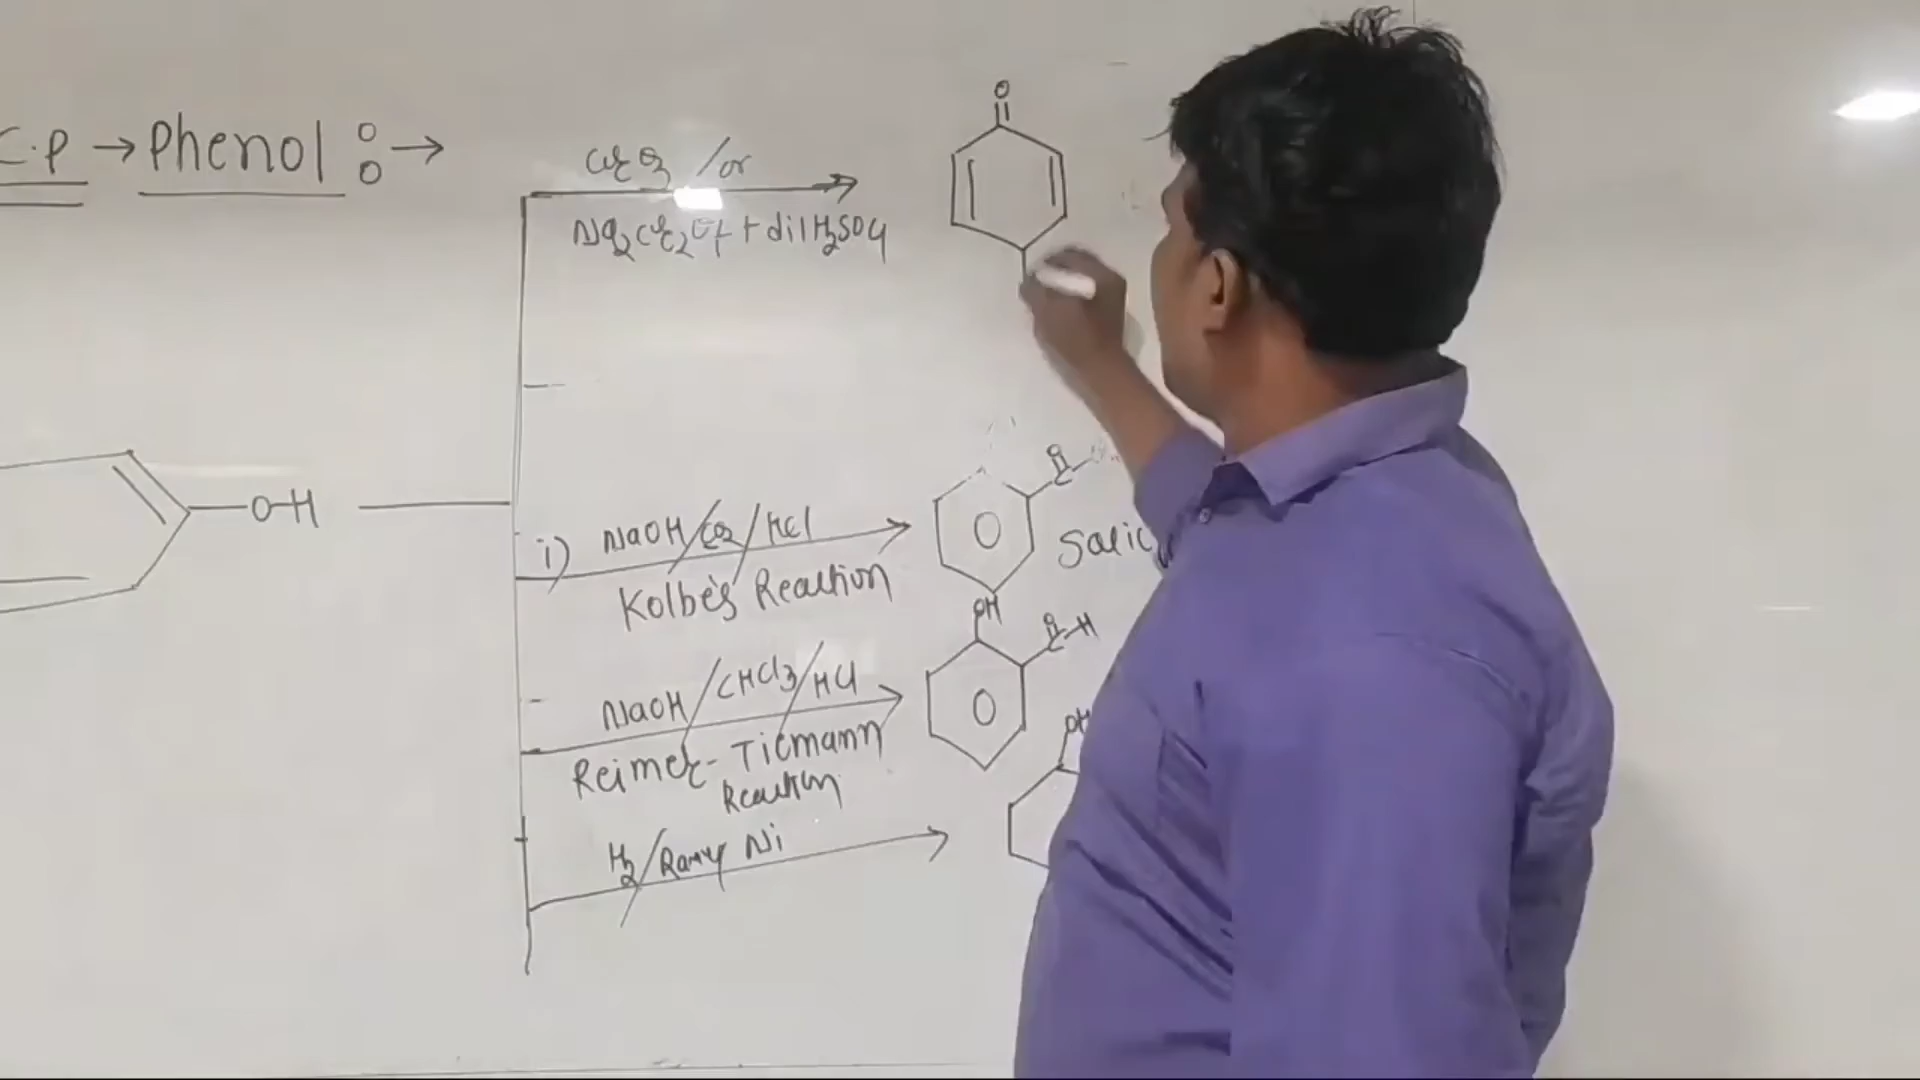 C.P → Phenol : →
CrO3 / or
Na2Cr2O7 + dil H2SO4
O
O-H
i) NaOH/CO2/HCl
Kolbe's Reaction
O
C
O
Salic
OH
O
C-H
O
NaOH/CHCl3/HCl
Reimer-Tiemann
Reaction
OH
H2/Raney Ni